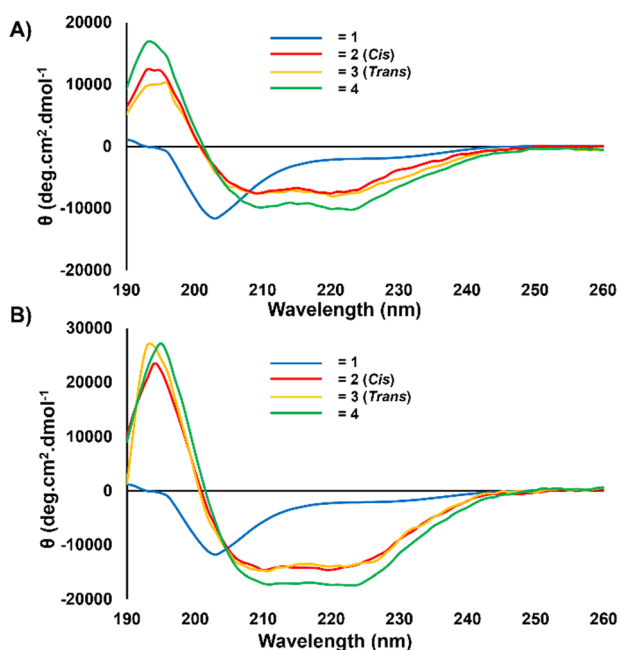 A)
20000
10000
0
-10000
-20000
θ (deg.cm².dmol⁻¹
= 1
= 2 (Cis)
= 3 (Trans)
= 4
190 200 210 220 230 240 250 260
Wavelength (nm)
B)
30000
20000
10000
0
-10000
-20000
θ (deg.cm².dmol⁻¹
= 1
= 2 (Cis)
= 3 (Trans)
= 4
190 200 210 220 230 240 250 260
Wavelength (nm)